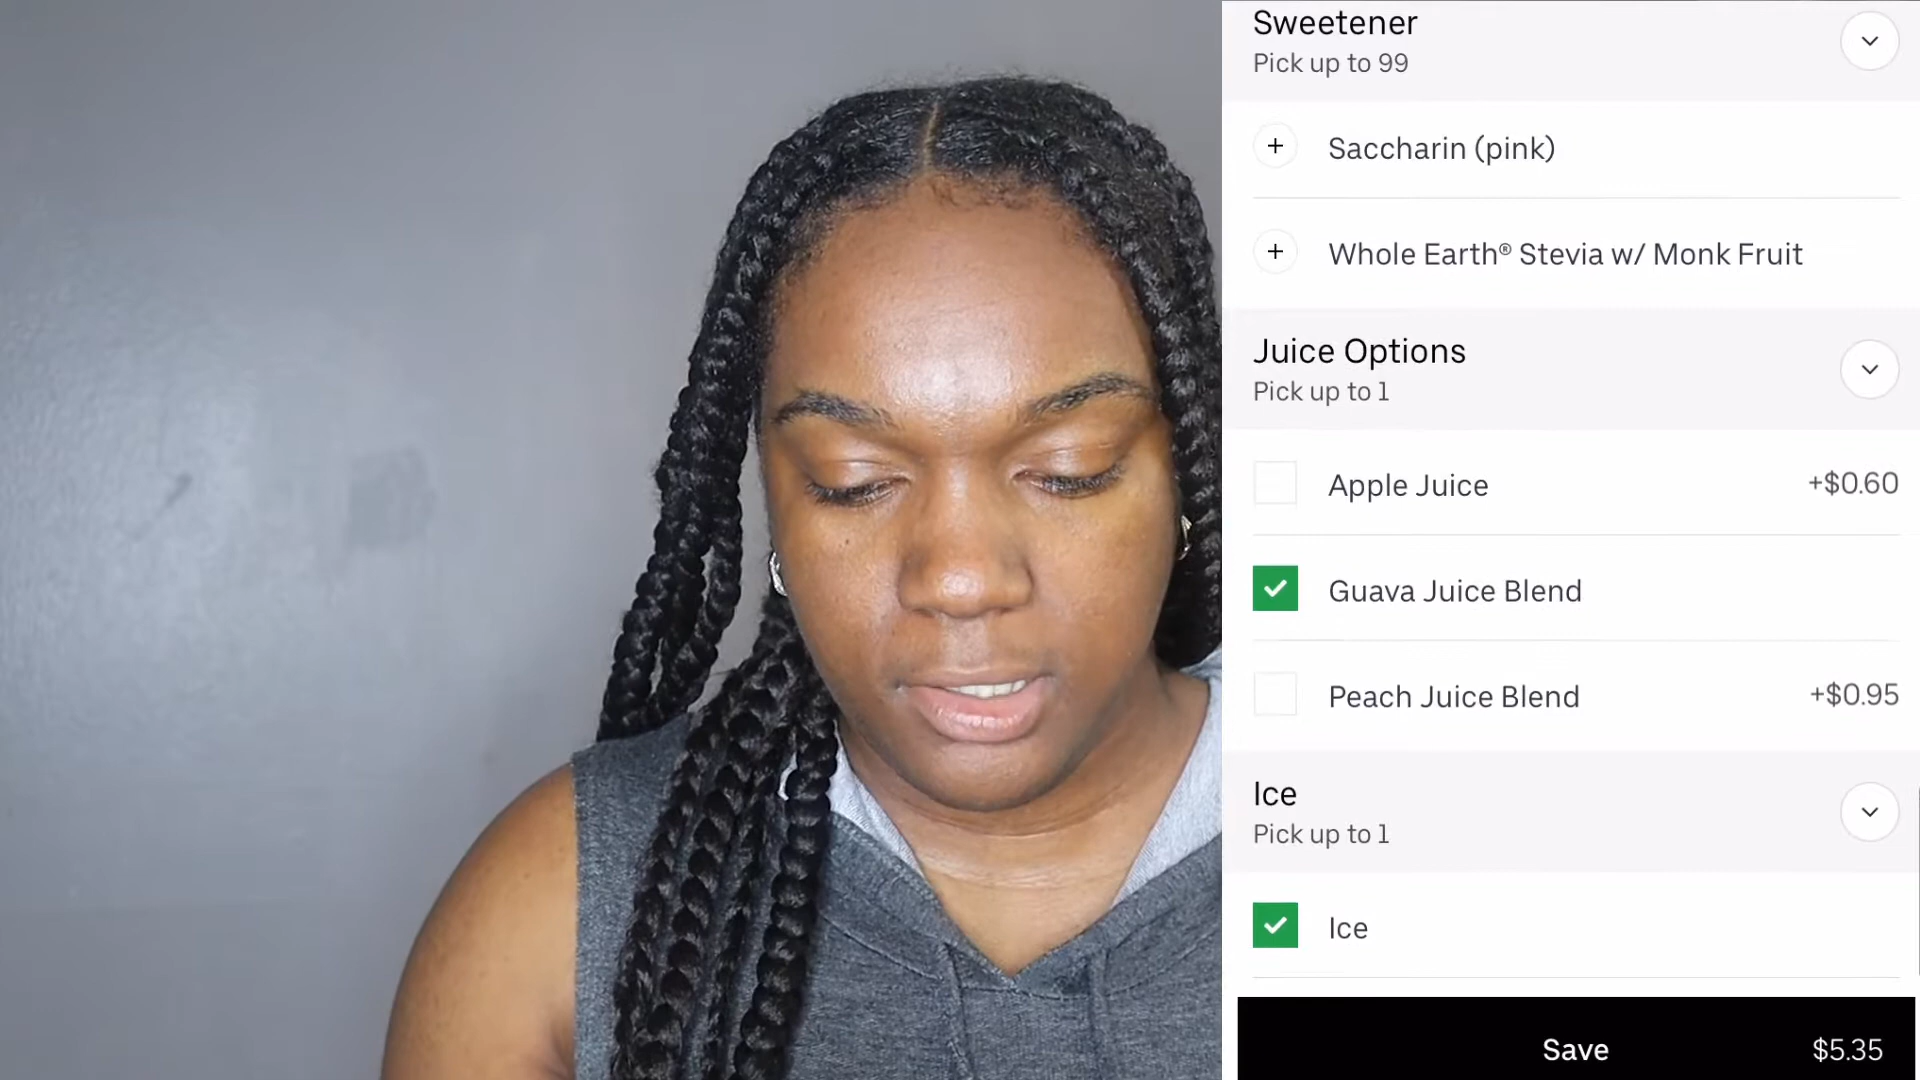 Sweetener
Pick up to 99
+ Saccharin (pink)
+ Whole Earth® Stevia w/ Monk Fruit
Juice Options
Pick up to 1
Apple Juice +$0.60
Guava Juice Blend
Peach Juice Blend +$0.95
Ice
Pick up to 1
Ice
Save $5.35